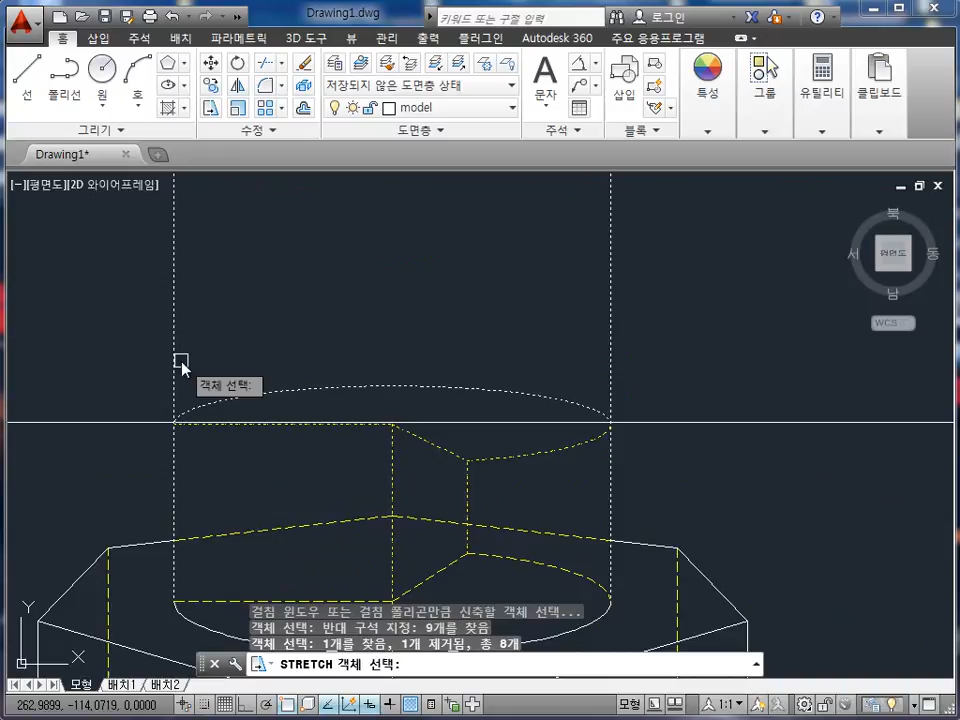 Drawing1.dwg
키워드 또는 구절 입력
로그인
홈 삽입 주석 배치 파라메트릭 3D 도구 뷰 관리 출력 플러그인 Autodesk 360 주요 응용프로그램
저장되지 않은 도면층 상태
model
선 폴리선 원 호 문자 삽입 특성 그룹 유틸리티 클립보드
그리기 수정 도면층 주석 블록
Drawing1*
[−][평면도][2D 와이어프레임]
북
서 평면도 동
남
WCS
객체 선택:
걸침 윈도우 또는 걸침 폴리곤만큼 신축할 객체 선택...
객체 선택: 반대 구석 지정: 9개를 찾음
객체 선택: 1개를 찾음, 1개 제거됨, 총 8개
STRETCH 객체 선택:
Y
X
모형 배치1 배치2
262,9899, -114,0719, 0,0000
모형
1:1